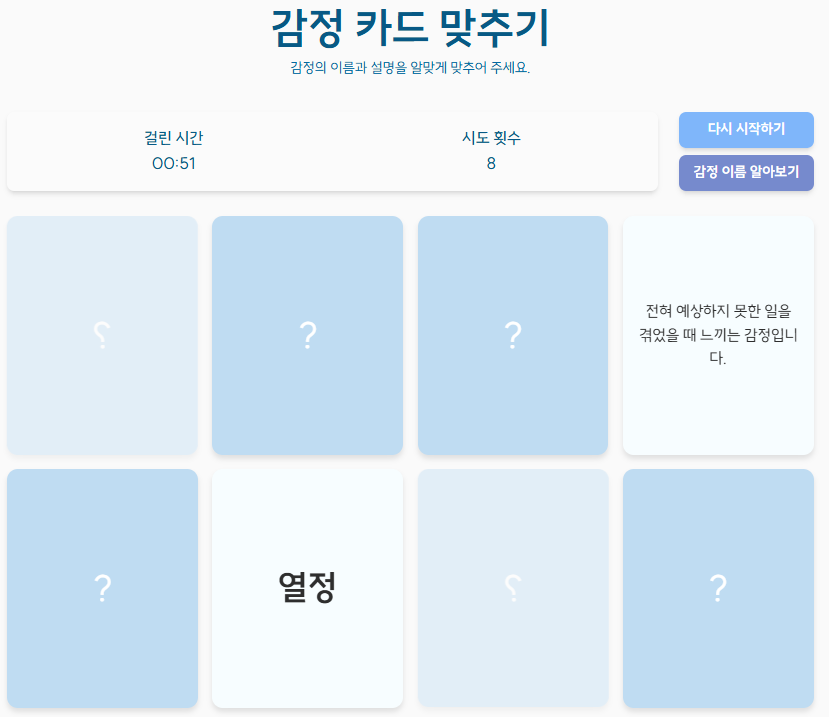 감정 카드 맞추기
감정의 이름과 설명을 알맞게 맞추어 주세요.
걸린 시간
00:51
시도 횟수
8
다시 시작하기
감정 이름 알아보기
?
?
?
전혀 예상하지 못한 일을
겪었을 때 느끼는 감정입니
다.
?
열정
?
?